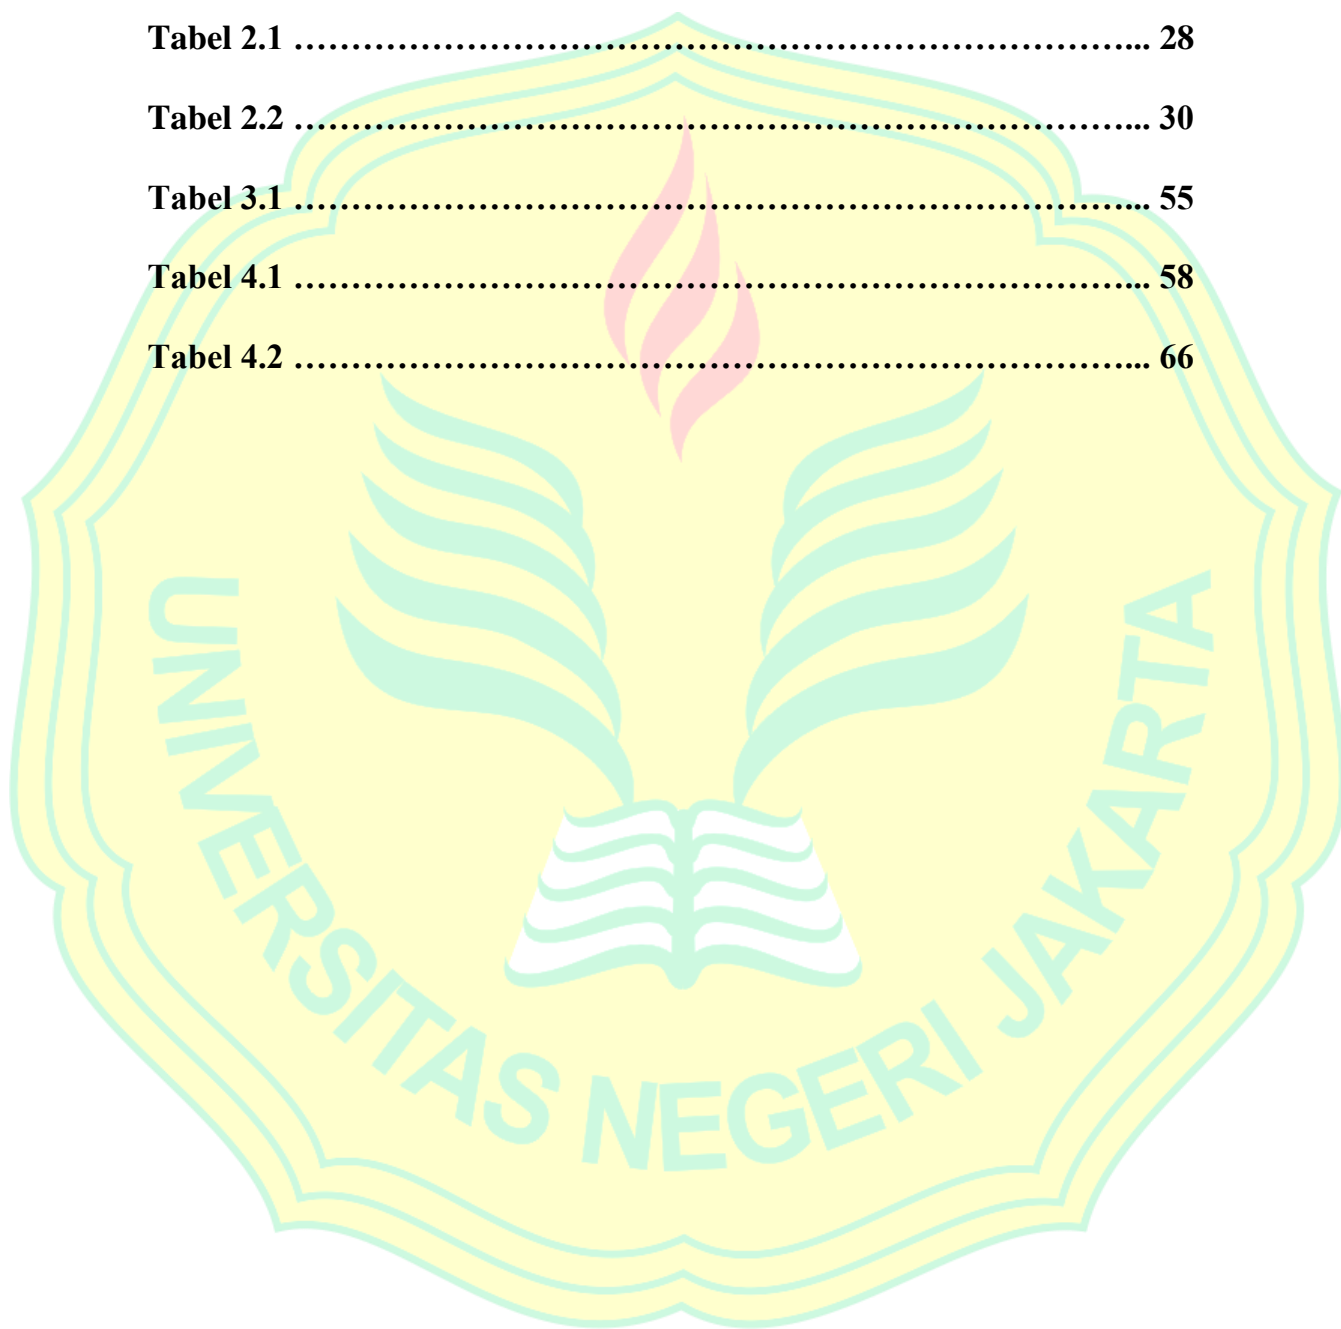 Tabel 2.1 ……………………………………………………………….... 28
Tabel 2.2 ……………………………………………………………….... 30
Tabel 3.1 ……………………………………………………………….... 55
Tabel 4.1 ……………………………………………………………….... 58
Tabel 4.2 ……………………………………………………………….... 66
UNIVERSITAS NEGERI JAKARTA